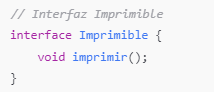 // Interfaz Imprimible
interface Imprimible {
    void imprimir();
}